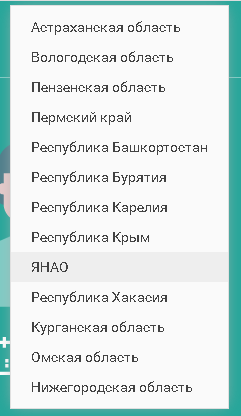 Астраханская область
Вологодская область
Пензенская область
Пермский край
Республика Башкортостан
Республика Бурятия
Республика Карелия
Республика Крым
ЯНАО
Республика Хакасия
Курганская область
Омская область
Нижегородская область